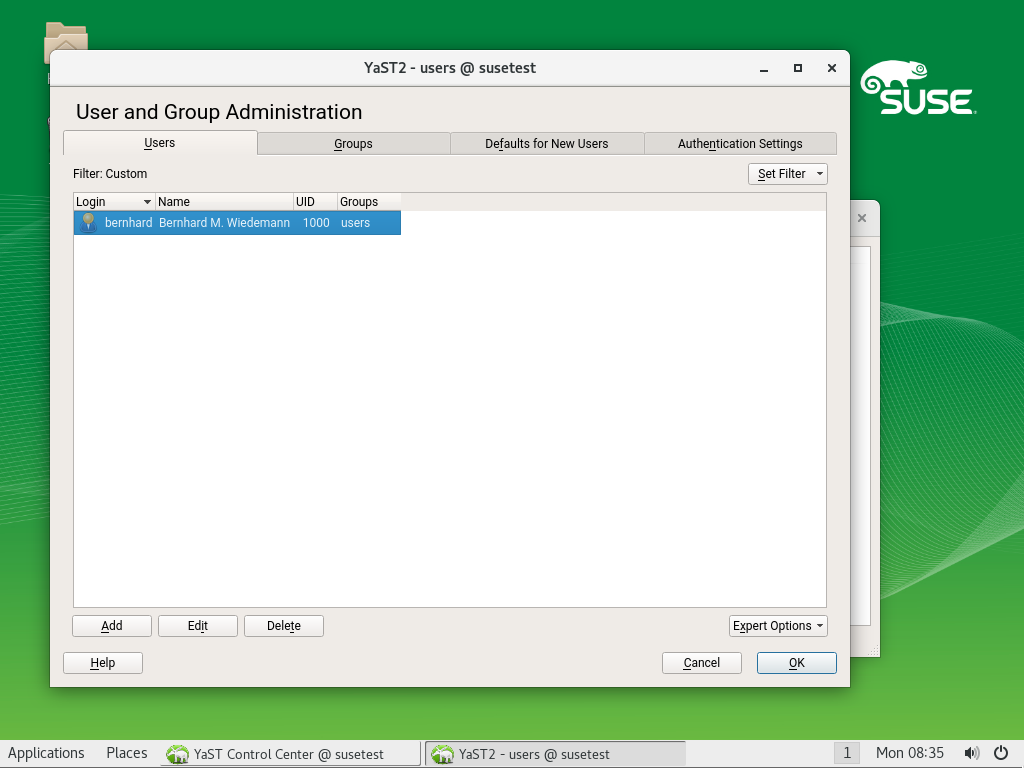 YaST2 - users @ susetest
User and Group Administration
Users
Groups
Defaults for New Users
Authentication Settings
Filter: Custom
Set Filter
Login
Name
UID
Groups
bernhard
Bernhard M. Wiedemann
1000
users
Add
Edit
Delete
Expert Options
Help
Cancel
OK
SUSE
Applications
Places
YaST Control Center @ susetest
YaST2 - users @ susetest
1
Mon 08:35